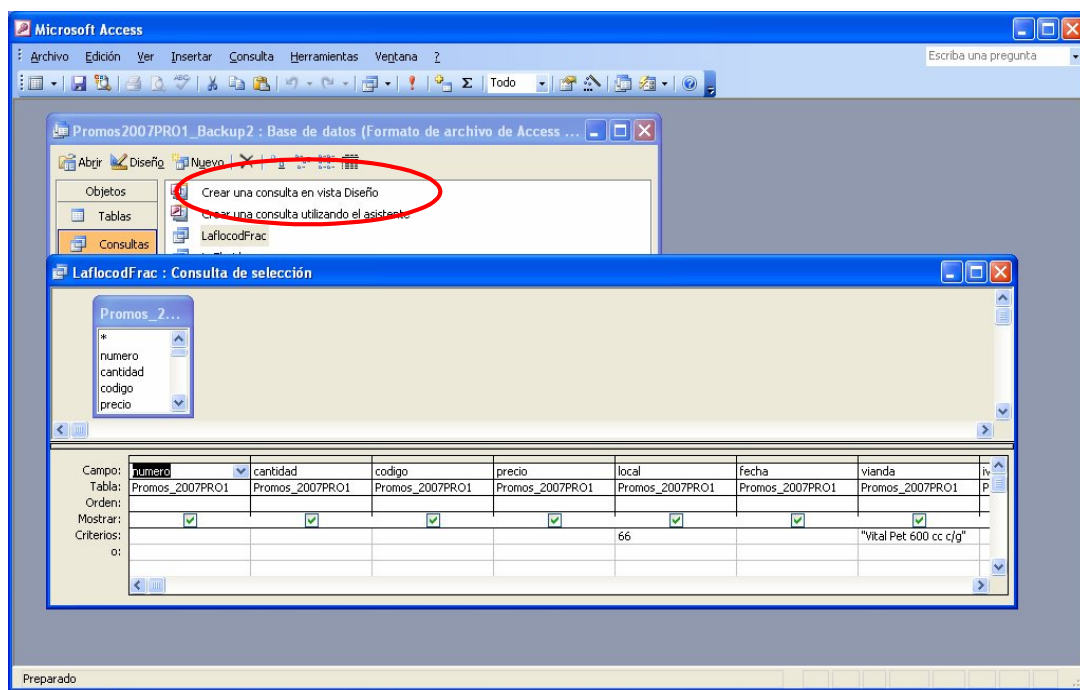 Microsoft Access
Archivo Edición Ver Insertar Consulta Herramientas Ventana ?
Escriba una pregunta
Todo
Promos2007PRO1_Backup2 : Base de datos (Formato de archivo de Access ...
Abrir Diseño Nuevo
Objetos
Crear una consulta en vista Diseño
Tablas
Crear una consulta utilizando el asistente
Consultas
LaflocodFrac
LaflocodFrac : Consulta de selección
Promos_2...
*
numero
cantidad
codigo
precio
Campo: numero cantidad codigo precio local fecha vianda
Tabla: Promos_2007PRO1 Promos_2007PRO1 Promos_2007PRO1 Promos_2007PRO1 Promos_2007PRO1 Promos_2007PRO1 Promos_2007PRO1 P
Orden:
Mostrar:
Criterios: 66 "Vital Pet 600 cc c/g"
o:
Preparado